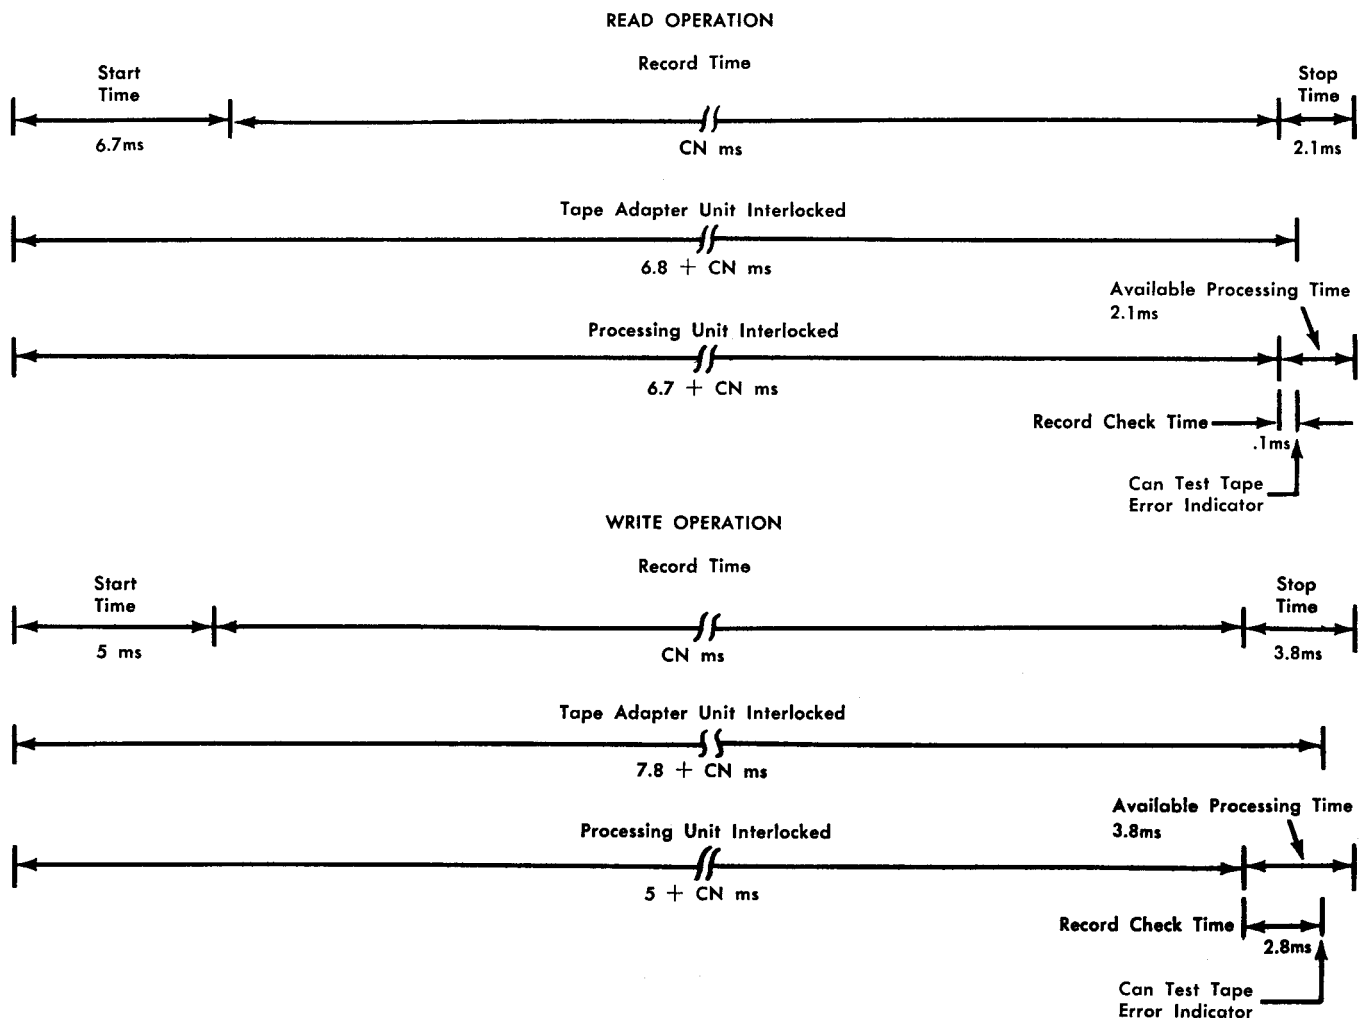 READ OPERATION
Record Time
Start
Time
Stop
Time
6.7ms
CN ms
2.1ms
Tape Adapter Unit Interlocked
6.8 + CN ms
Available Processing Time
2.1ms
Processing Unit Interlocked
6.7 + CN ms
Record Check Time
.1ms
Can Test Tape
Error Indicator
WRITE OPERATION
Record Time
Start
Time
Stop
Time
5 ms
CN ms
3.8ms
Tape Adapter Unit Interlocked
7.8 + CN ms
Available Processing Time
3.8ms
Processing Unit Interlocked
5 + CN ms
Record Check Time
2.8ms
Can Test Tape
Error Indicator